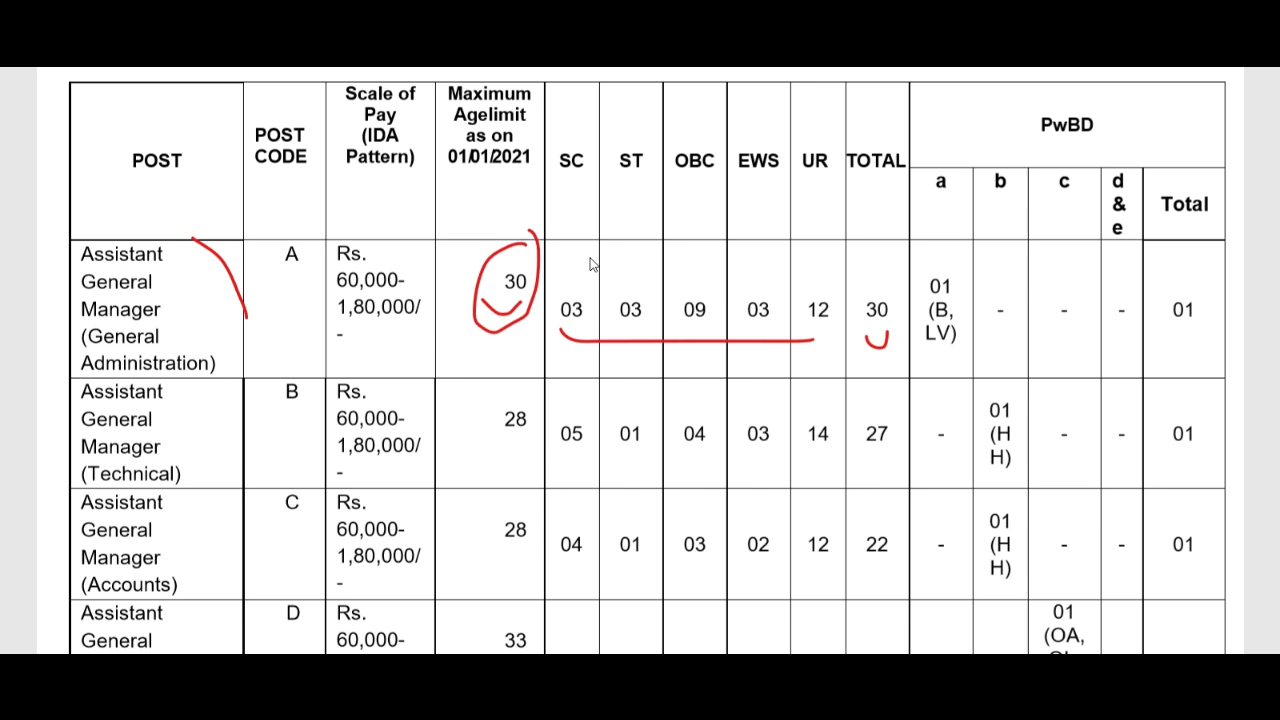 POST
POST
CODE
Scale of
Pay
(IDA
Pattern)
Maximum
Agelimit
as on
01/01/2021
SC
ST
OBC
EWS
UR
TOTAL
PwBD
a
b
c
d
&
e
Total
Assistant
General
Manager
(General
Administration)
A
Rs.
60,000-
1,80,000/
-
30
03
03
09
03
12
30
01
(B,
LV)
-
-
-
01
Assistant
General
Manager
(Technical)
B
Rs.
60,000-
1,80,000/
-
28
05
01
04
03
14
27
-
01
(H
H)
-
-
01
Assistant
General
Manager
(Accounts)
C
Rs.
60,000-
1,80,000/
-
28
04
01
03
02
12
22
-
01
(H
H)
-
-
01
Assistant
General
D
Rs.
60,000-
33
01
(OA,